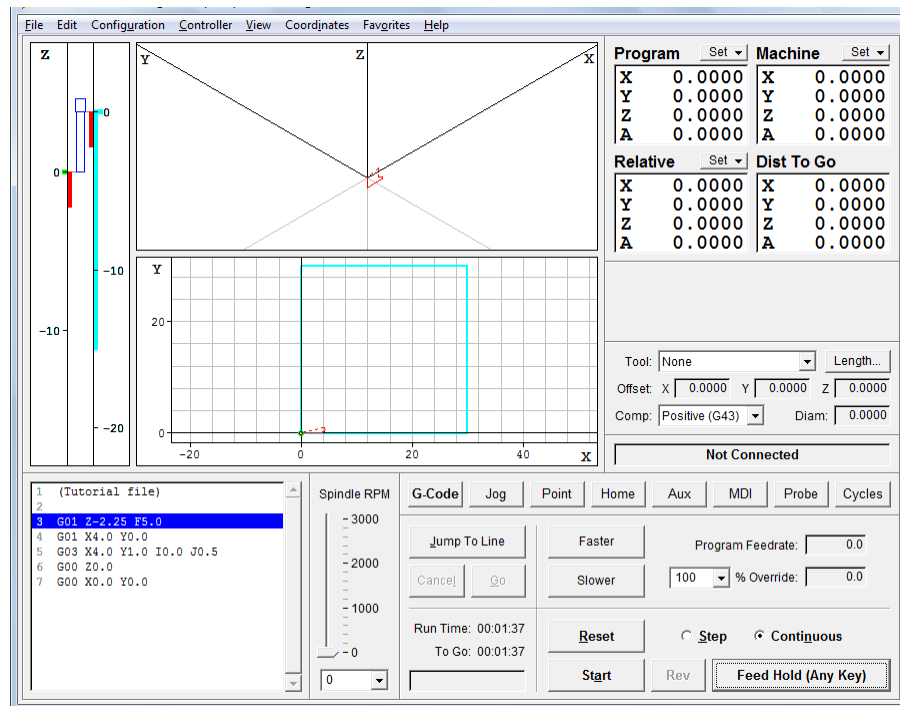 File Edit Configuration Controller View Coordinates Favorites Help
Z
0
-10
0
-10
-20
Y Z X
Y
20
0
-20 0 20 40 X
Program Set Machine Set
X 0.0000 X 0.0000
Y 0.0000 Y 0.0000
Z 0.0000 Z 0.0000
A 0.0000 A 0.0000
Relative Set Dist To Go
X 0.0000 X 0.0000
Y 0.0000 Y 0.0000
Z 0.0000 Z 0.0000
A 0.0000 A 0.0000
Tool: None Length...
Offset: X 0.0000 Y 0.0000 Z 0.0000
Comp: Positive (G43) Diam: 0.0000
Not Connected
1 (Tutorial file)
2
3 G01 Z-2.25 F5.0
4 G01 X4.0 Y0.0
5 G03 X4.0 Y1.0 I0.0 J0.5
6 G00 Z0.0
7 G00 X0.0 Y0.0
Spindle RPM
3000
2000
1000
0
0
G-Code Jog Point Home Aux MDI Probe Cycles
Jump To Line Faster Program Feedrate: 0.0
Cancel Go Slower 100 % Override: 0.0
Run Time: 00:01:37
To Go: 00:01:37
Reset Step Continuous
Start Rev Feed Hold (Any Key)